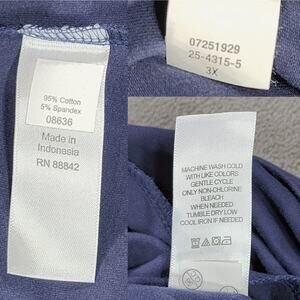 95% Cotton
5% Spandex
08636
Made in
Indonesia
RN 88842
07251929
25-4315-5
3X
MACHINE WASH COLD
WITH LIKE COLORS
GENTLE CYCLE
ONLY NON-CHLORINE
BLEACH
WHEN NEEDED
TUMBLE DRY LOW
COOL IRON IF NEEDED